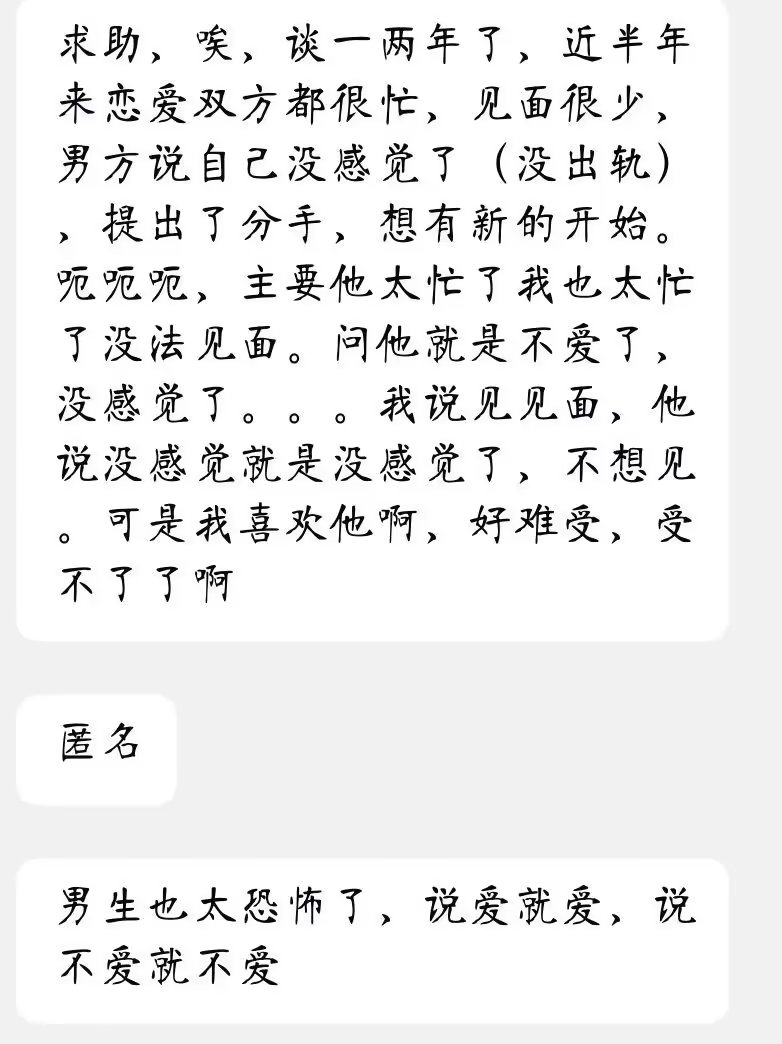 求助，唉，谈一两年了，近半年
来恋爱双方都很忙，见面很少，
男方说自己没感觉了（没出轨）
，提出了分手，想有新的开始。
呃呃呃，主要他太忙了我也太忙
了没法见面。问他就是不爱了，
没感觉了。。。我说见见面，他
说没感觉就是没感觉了，不想见
。可是我喜欢他啊，好难受，受
不了了啊
匿名
男生也太恐怖了，说爱就爱，说
不爱就不爱